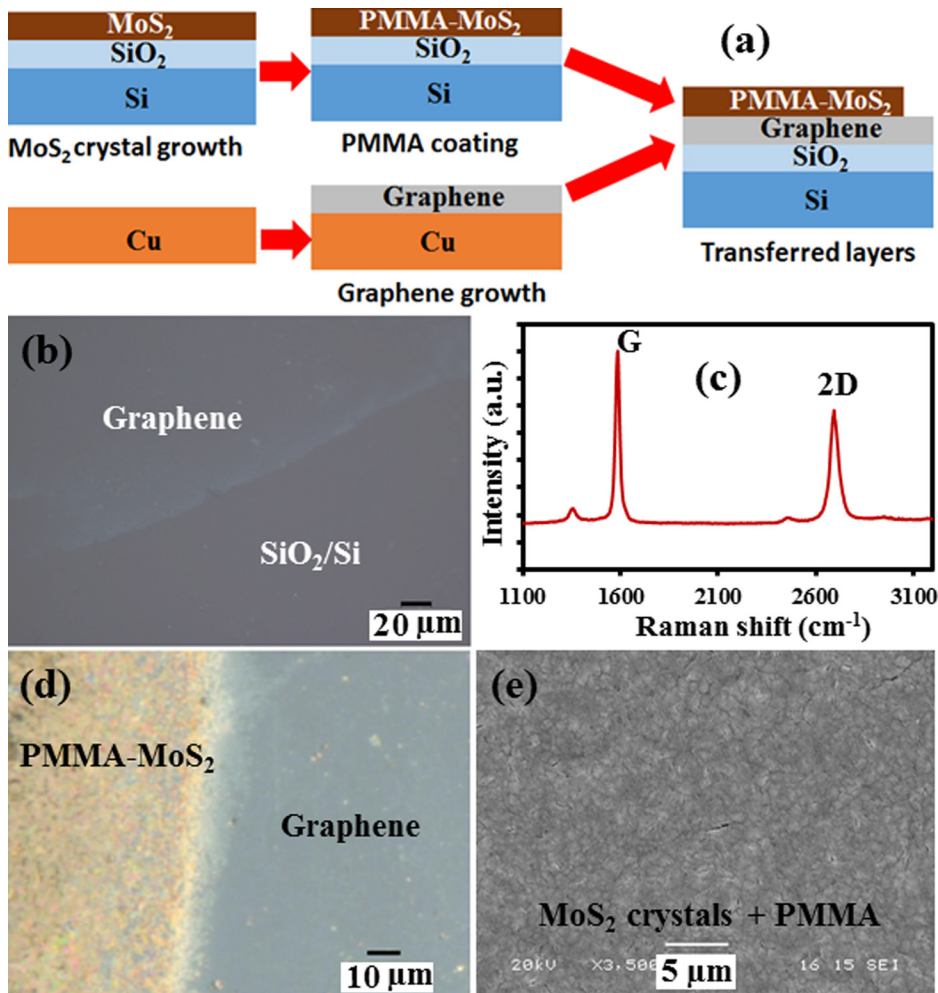 (a)
MoS₂
SiO₂
Si
MoS₂ crystal growth
PMMA-MoS₂
SiO₂
Si
PMMA coating
PMMA-MoS₂
Graphene
SiO₂
Si
Transferred layers
Cu
Graphene
Cu
Graphene growth
(b)
Graphene
SiO₂/Si
20 µm
(c)
G
2D
Intensity (a.u.)
1100 1600 2100 2600 3100
Raman shift (cm⁻¹)
(d)
PMMA-MoS₂
Graphene
10 µm
(e)
MoS₂ crystals + PMMA
20kV X3,500 5 µm 16 15 SEI